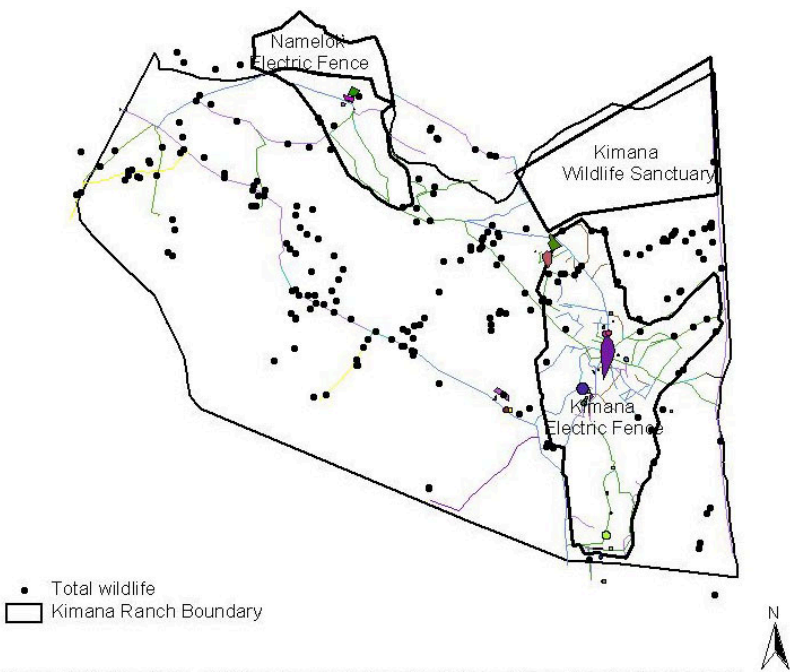 Namelok
Electric Fence
Kimana
Wildlife Sanctuary
Kimana
Electric Fence
Total wildlife
Kimana Ranch Boundary
N